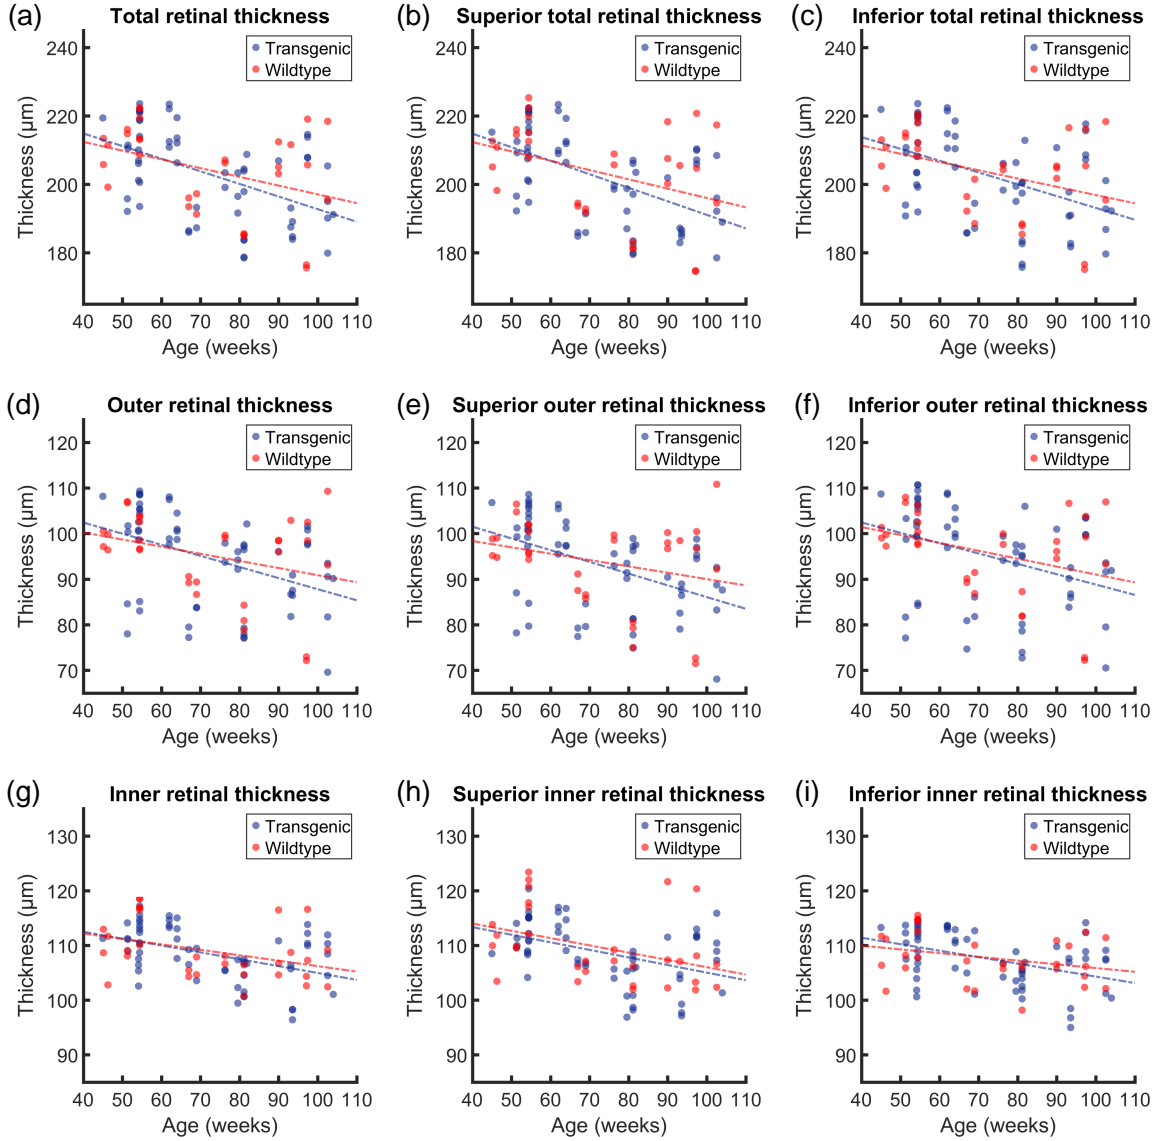 (a) Total retinal thickness
Thickness (µm)
240
220
200
180
Transgenic
Wildtype
40 50 60 70 80 90 100 110
Age (weeks)
(b) Superior total retinal thickness
Thickness (µm)
240
220
200
180
Transgenic
Wildtype
40 50 60 70 80 90 100 110
Age (weeks)
(c) Inferior total retinal thickness
Thickness (µm)
240
220
200
180
Transgenic
Wildtype
40 50 60 70 80 90 100 110
Age (weeks)
(d) Outer retinal thickness
Thickness (µm)
120
110
100
90
80
70
Transgenic
Wildtype
40 50 60 70 80 90 100 110
Age (weeks)
(e) Superior outer retinal thickness
Thickness (µm)
120
110
100
90
80
70
Transgenic
Wildtype
40 50 60 70 80 90 100 110
Age (weeks)
(f) Inferior outer retinal thickness
Thickness (µm)
120
110
100
90
80
70
Transgenic
Wildtype
40 50 60 70 80 90 100 110
Age (weeks)
(g) Inner retinal thickness
Thickness (µm)
130
120
110
100
90
Transgenic
Wildtype
40 50 60 70 80 90 100 110
Age (weeks)
(h) Superior inner retinal thickness
Thickness (µm)
130
120
110
100
90
Transgenic
Wildtype
40 50 60 70 80 90 100 110
Age (weeks)
(i) Inferior inner retinal thickness
Thickness (µm)
130
120
110
100
90
Transgenic
Wildtype
40 50 60 70 80 90 100 110
Age (weeks)